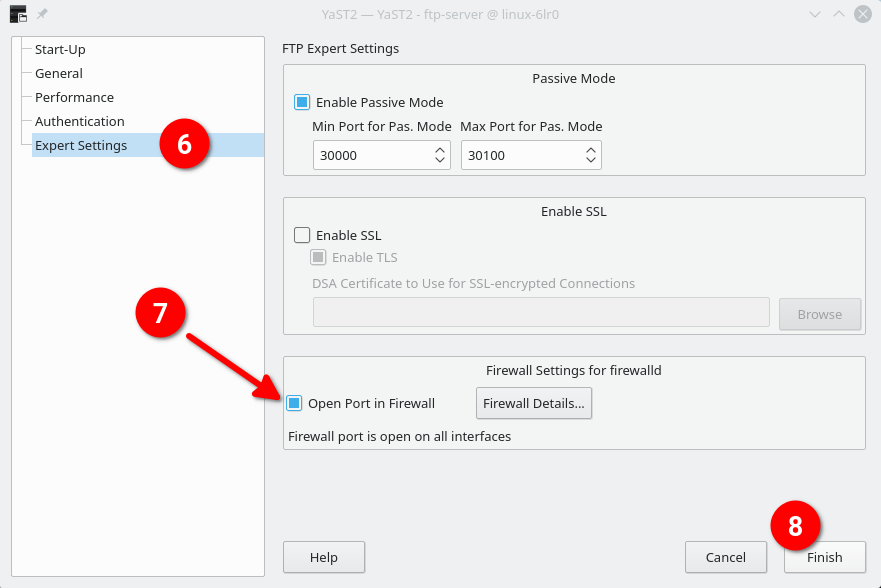 YaST2 — YaST2 - ftp-server @ linux-6lr0
Start-Up
General
Performance
Authentication
Expert Settings
6
7
FTP Expert Settings
Passive Mode
Enable Passive Mode
Min Port for Pas. Mode Max Port for Pas. Mode
30000 30100
Enable SSL
Enable SSL
Enable TLS
DSA Certificate to Use for SSL-encrypted Connections
Browse
Firewall Settings for firewalld
Open Port in Firewall Firewall Details...
Firewall port is open on all interfaces
8
Help Cancel Finish